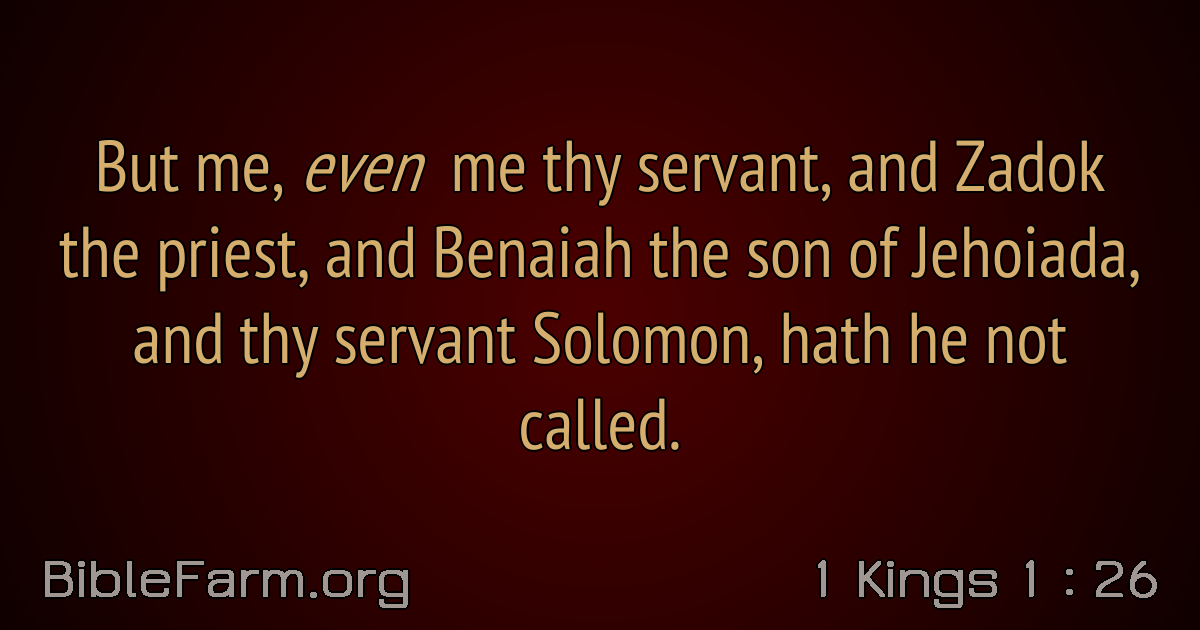 But me, even me thy servant, and Zadok
the priest, and Benaiah the son of Jehoiada,
and thy servant Solomon, hath he not
called.
BibleFarm.org
1 Kings 1 : 26